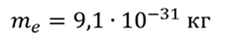 mₑ = 9,1 · 10⁻³¹ кг